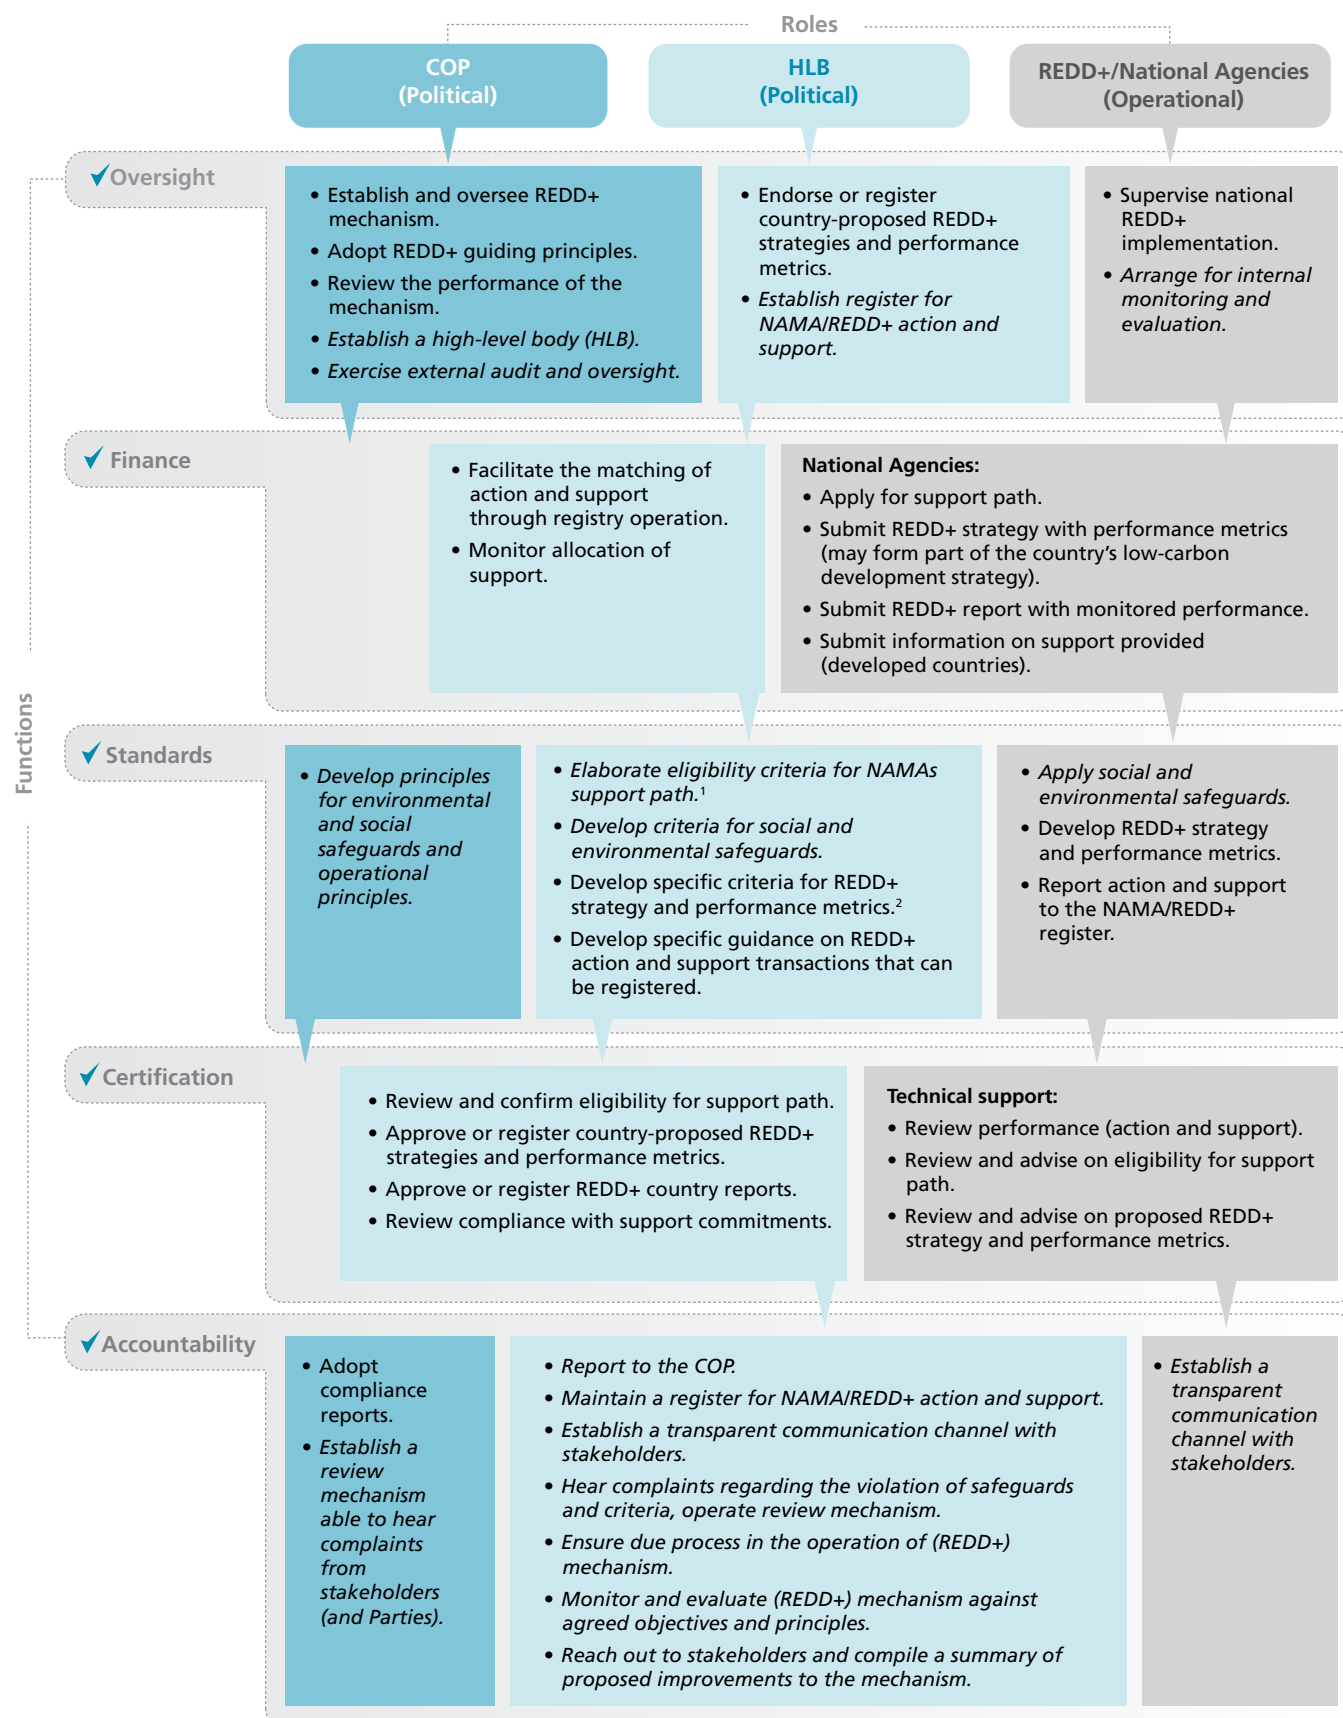 Roles
COP
(Political)
HLB
(Political)
REDD+/National Agencies
(Operational)
Functions
Oversight
• Establish and oversee REDD+
mechanism.
• Adopt REDD+ guiding principles.
• Review the performance of the
mechanism.
• Establish a high-level body (HLB).
• Exercise external audit and oversight.
• Endorse or register
country-proposed REDD+
strategies and performance
metrics.
• Establish register for
NAMA/REDD+ action and
support.
• Supervise national
REDD+
implementation.
• Arrange for internal
monitoring and
evaluation.
Finance
• Facilitate the matching of
action and support
through registry operation.
• Monitor allocation of
support.
National Agencies:
• Apply for support path.
• Submit REDD+ strategy with performance metrics
(may form part of the country’s low-carbon
development strategy).
• Submit REDD+ report with monitored performance.
• Submit information on support provided
(developed countries).
Standards
• Develop principles
for environmental
and social
safeguards and
operational
principles.
• Elaborate eligibility criteria for NAMAs
support path.¹
• Develop criteria for social and
environmental safeguards.
• Develop specific criteria for REDD+
strategy and performance metrics.²
• Develop specific guidance on REDD+
action and support transactions that can
be registered.
• Apply social and
environmental safeguards.
• Develop REDD+ strategy
and performance metrics.
• Report action and support
to the NAMA/REDD+
register.
Certification
• Review and confirm eligibility for support path.
• Approve or register country-proposed REDD+
strategies and performance metrics.
• Approve or register REDD+ country reports.
• Review compliance with support commitments.
Technical support:
• Review performance (action and support).
• Review and advise on eligibility for support
path.
• Review and advise on proposed REDD+
strategy and performance metrics.
Accountability
• Adopt
compliance
reports.
• Establish a
review
mechanism
able to hear
complaints
from
stakeholders
(and Parties).
• Report to the COP.
• Maintain a register for NAMA/REDD+ action and support.
• Establish a transparent communication channel with
stakeholders.
• Hear complaints regarding the violation of safeguards
and criteria, operate review mechanism.
• Ensure due process in the operation of (REDD+)
mechanism.
• Monitor and evaluate (REDD+) mechanism against
agreed objectives and principles.
• Reach out to stakeholders and compile a summary of
proposed improvements to the mechanism.
• Establish a
transparent
communication
channel with
stakeholders.